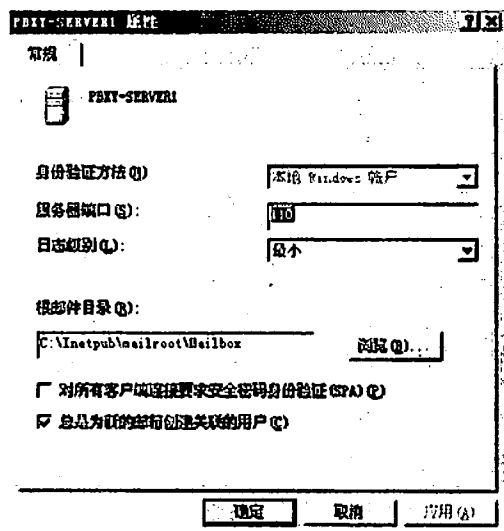 PBXY-SERVER1 属性
常规
PBXY-SERVER1
身份验证方法(M)
本地 Windows 帐户
服务器端口(S):
110
日志级别(L):
最小
根邮件目录(R):
C:\Inetpub\mailroot\Mailbox
浏览(B)...
对所有客户端连接要求安全密码身份验证(SPA)(P)
总是为新的邮箱创建关联的用户(C)
确定
取消
应用(A)